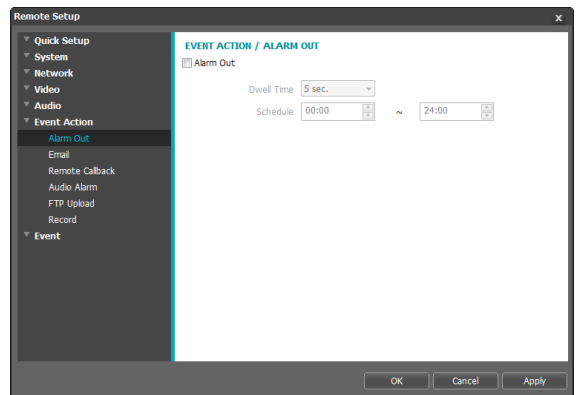 Remote Setup
x
Quick Setup
System
Network
Video
Audio
Event Action
Alarm Out
Email
Remote Callback
Audio Alarm
FTP Upload
Record
Event
EVENT ACTION / ALARM OUT
Alarm Out
Dwell Time 5 sec.
Schedule 00:00 ~ 24:00
OK Cancel Apply